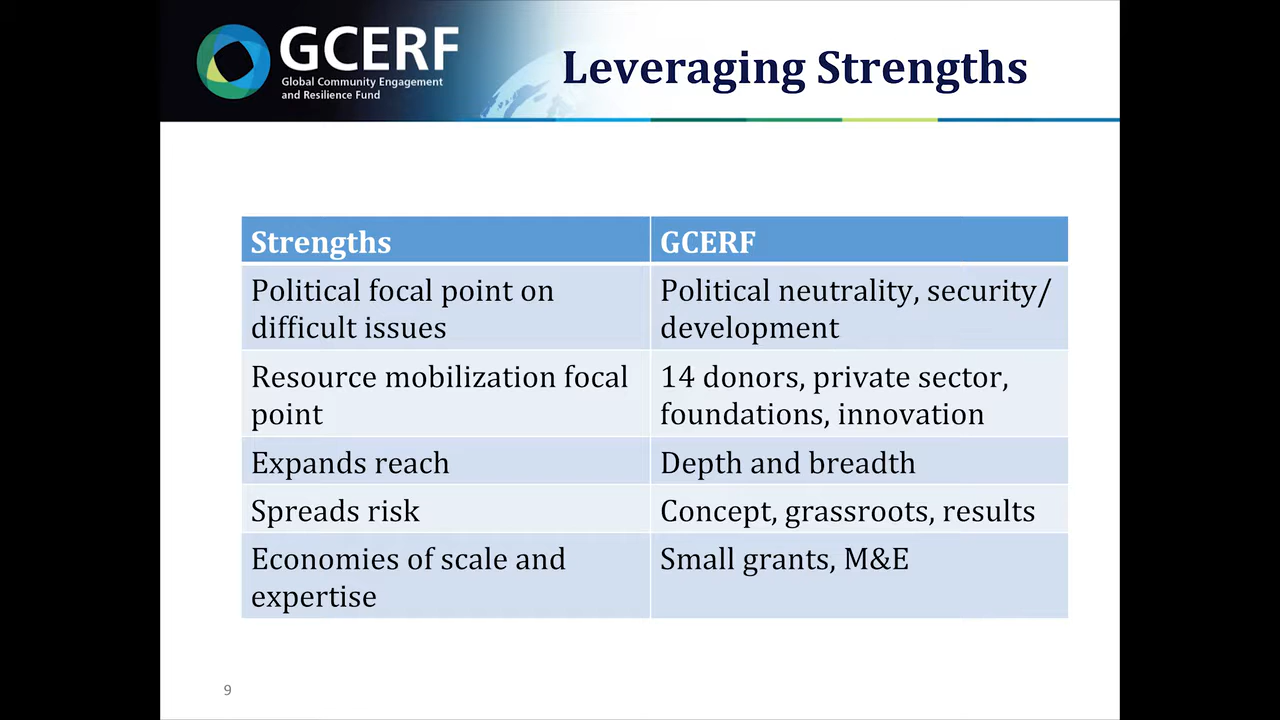 GCERF
Global Community Engagement
and Resilience Fund
Leveraging Strengths
Strengths
GCERF
Political focal point on
difficult issues
Political neutrality, security/
development
Resource mobilization focal
point
14 donors, private sector,
foundations, innovation
Expands reach
Depth and breadth
Spreads risk
Concept, grassroots, results
Economies of scale and
expertise
Small grants, M&E
9